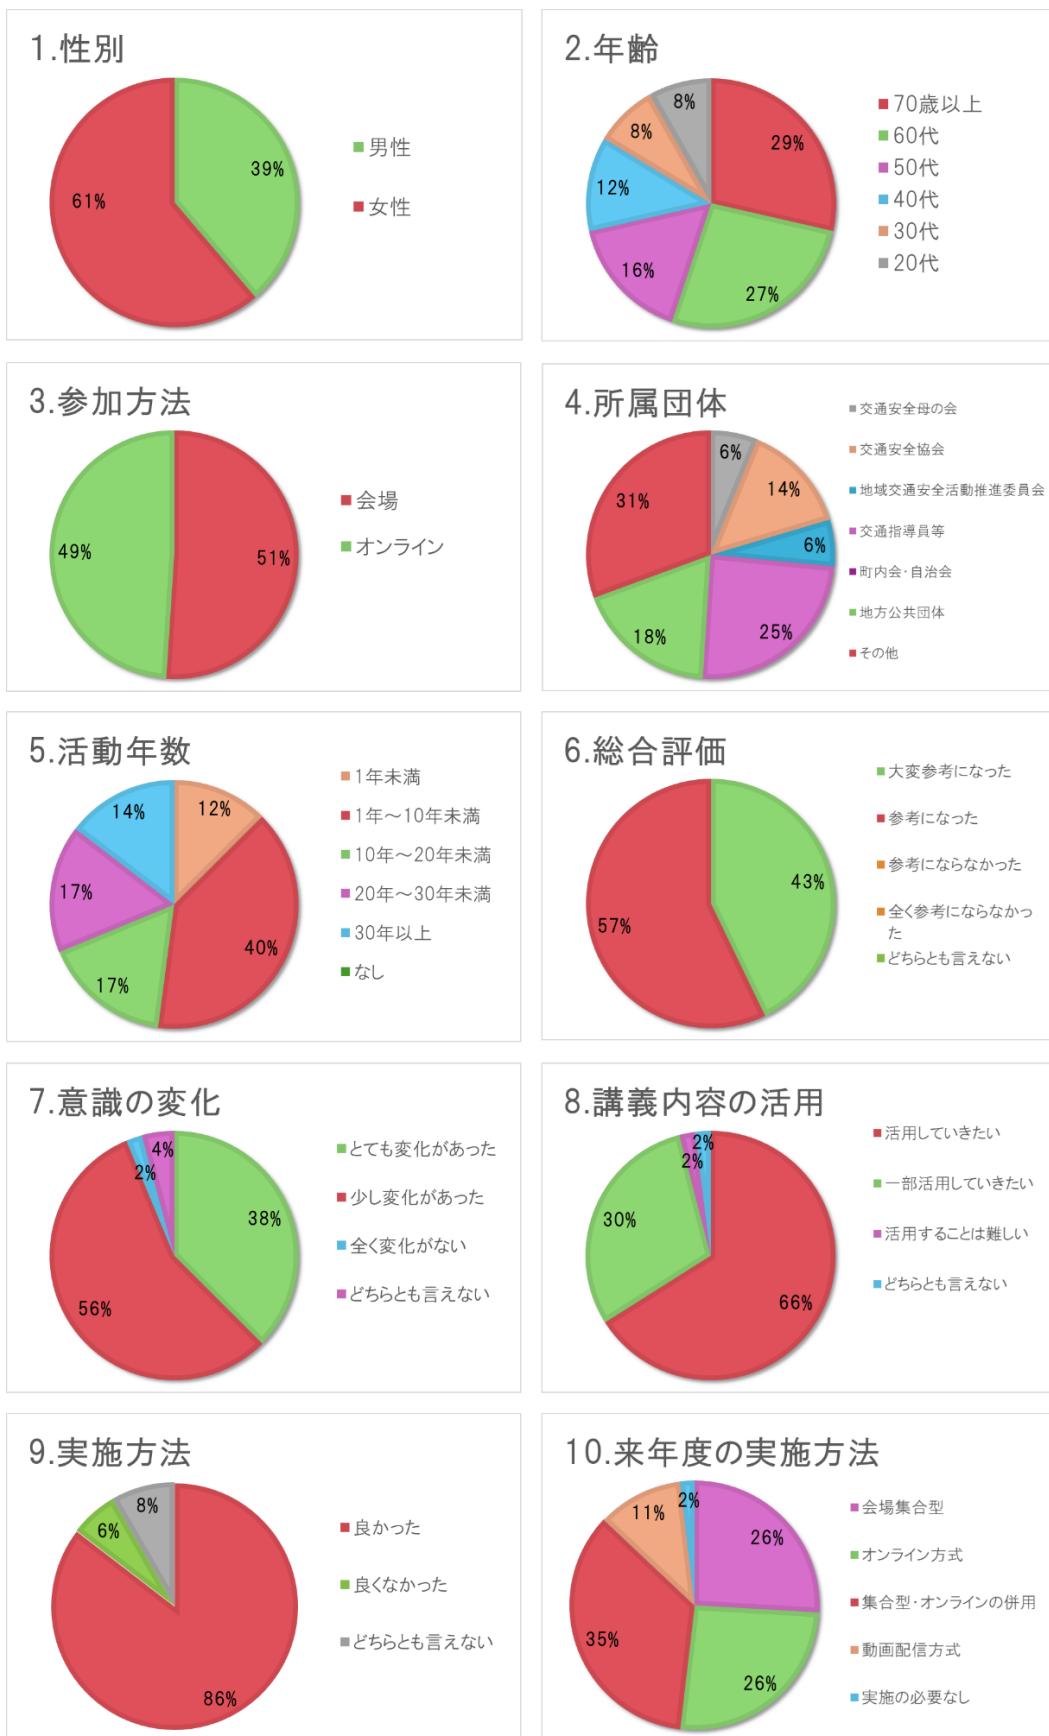 1.性別
39%
61%
男性
女性
2.年齢
29%
27%
16%
12%
8%
8%
70歳以上
60代
50代
40代
30代
20代
3.参加方法
51%
49%
会場
オンライン
4.所属団体
6%
14%
6%
25%
18%
31%
交通安全母の会
交通安全協会
地域交通安全活動推進委員会
交通指導員等
町内会・自治会
地方公共団体
その他
5.活動年数
12%
40%
17%
17%
14%
1年未満
1年～10年未満
10年～20年未満
20年～30年未満
30年以上
なし
6.総合評価
43%
57%
大変参考になった
参考になった
参考にならなかった
全く参考にならなかっ
た
どちらとも言えない
7.意識の変化
38%
56%
2%
4%
とても変化があった
少し変化があった
全く変化がない
どちらとも言えない
8.講義内容の活用
66%
30%
2%
2%
活用していきたい
一部活用していきたい
活用することは難しい
どちらとも言えない
9.実施方法
86%
6%
8%
良かった
良くなかった
どちらとも言えない
10.来年度の実施方法
26%
26%
35%
11%
2%
会場集合型
オンライン方式
集合型・オンラインの併用
動画配信方式
実施の必要なし